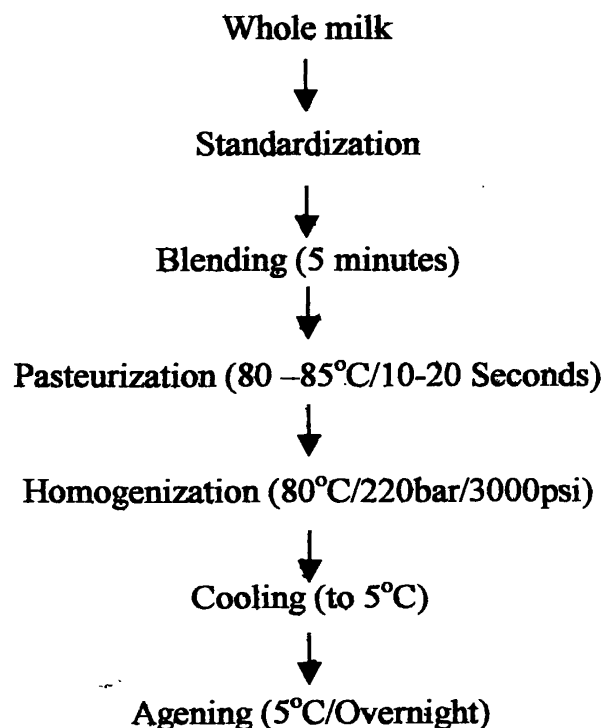 Whole milk
Standardization
Blending (5 minutes)
Pasteurization (80 –85°C/10-20 Seconds)
Homogenization (80°C/220bar/3000psi)
Cooling (to 5°C)
Agening (5°C/Overnight)